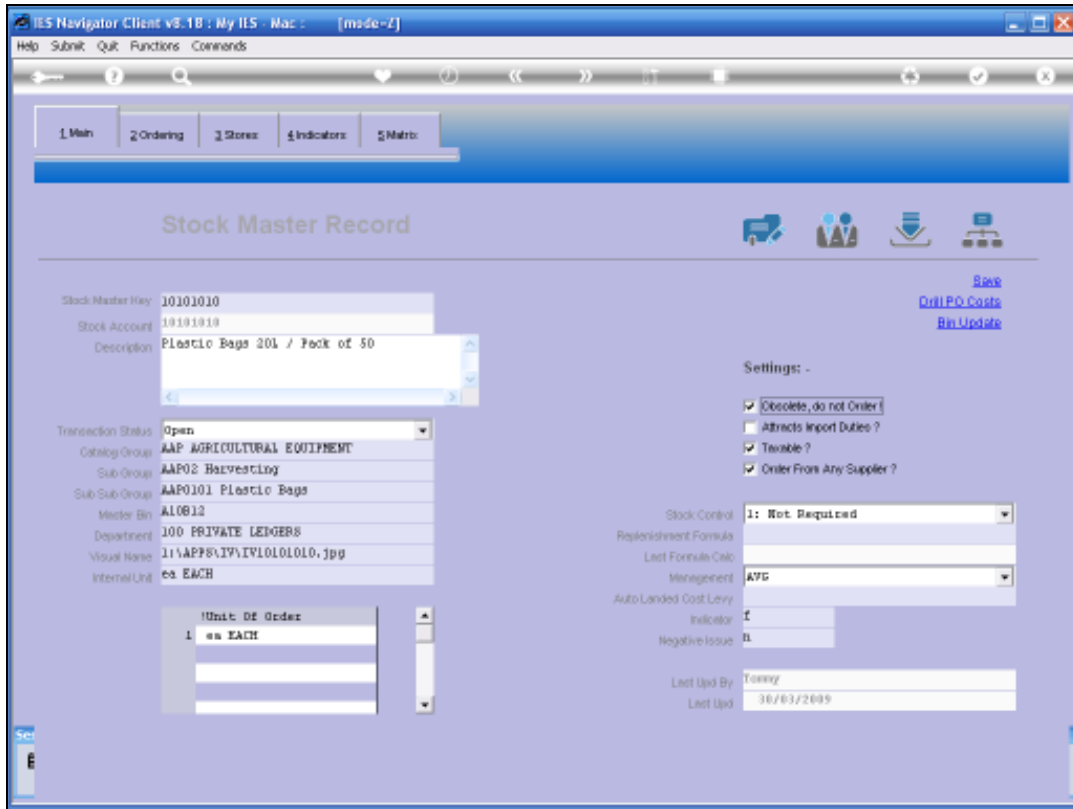 IES Navigator Client v8.1B : My IES - Mac : [mode=Z]
Help Submit Quit Functions Commands
1 Main 2 Ordering 3 Stores 4 Indicators 5 Matrix
Stock Master Record
Save
Drill PO Costs
Bin Update
Stock Master Key 10101010
Stock Account 10101010
Description Plastic Bags 20L / Pack of 50
Settings: -
Obsolete, do not Order !
Attracts Import Duties ?
Taxable ?
Order From Any Supplier ?
Transaction Status Open
Catalog Group AAP AGRICULTURAL EQUIPMENT
Sub Group AAP02 Harvesting
Sub Sub Group AAP0101 Plastic Bags
Master Bin A10B12
Department 100 PRIVATE LEDGERS
Visual Name 1:\APPS\IV\IV10101010.jpg
Internal Unit ea EACH
Stock Control 1: Not Required
Replenishment Formula
Last Formula Calc
Management AVG
Auto Landed Cost Levy
Indicator f
Negative Issue n
!Unit Of Order
1 ea EACH
Last Upd By Tommy
Last Upd 30/03/2009